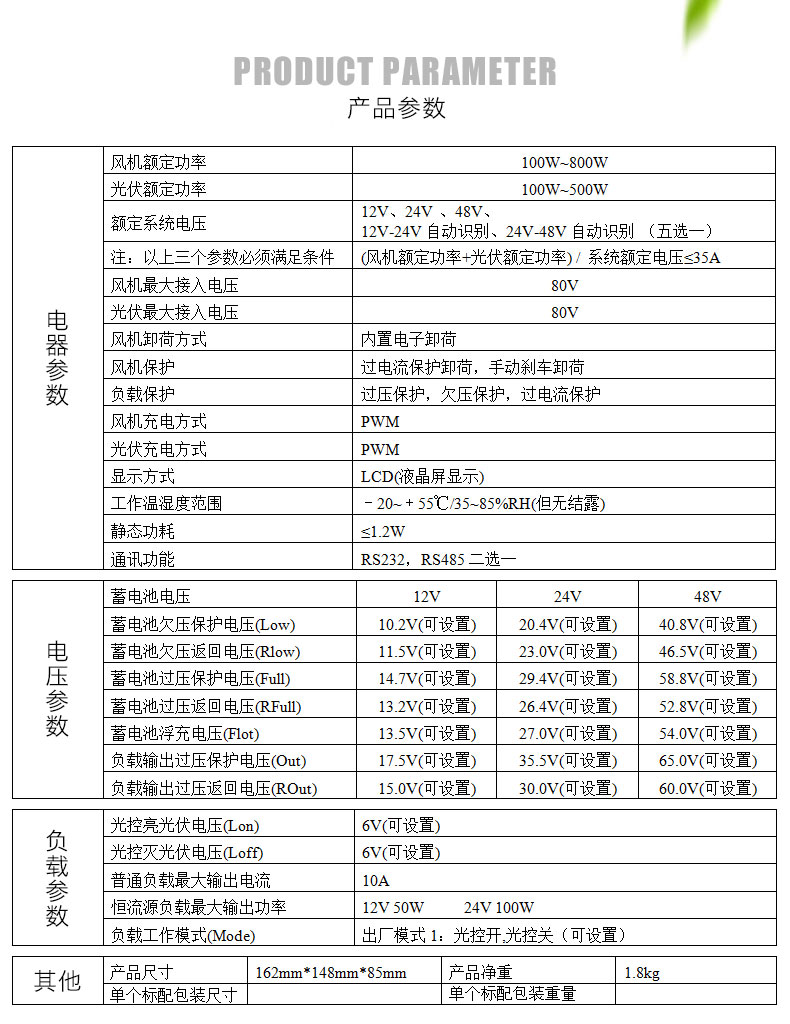 PRODUCT PARAMETER
产品参数
电器参数
风机额定功率 100W~800W
光伏额定功率 100W~500W
额定系统电压 12V、24V 、48V、
12V-24V 自动识别、24V-48V 自动识别 （五选一）
注：以上三个参数必须满足条件 (风机额定功率+光伏额定功率) / 系统额定电压≤35A
风机最大接入电压 80V
光伏最大接入电压 80V
风机卸荷方式 内置电子卸荷
风机保护 过电流保护卸荷，手动刹车卸荷
负载保护 过压保护，欠压保护，过电流保护
风机充电方式 PWM
光伏充电方式 PWM
显示方式 LCD(液晶屏显示)
工作温湿度范围 －20~＋55℃/35~85%RH(但无结露)
静态功耗 ≤1.2W
通讯功能 RS232，RS485 二选一
电压参数
蓄电池电压 12V 24V 48V
蓄电池欠压保护电压(Low) 10.2V(可设置) 20.4V(可设置) 40.8V(可设置)
蓄电池欠压返回电压(Rlow) 11.5V(可设置) 23.0V(可设置) 46.5V(可设置)
蓄电池过压保护电压(Full) 14.7V(可设置) 29.4V(可设置) 58.8V(可设置)
蓄电池过压返回电压(RFull) 13.2V(可设置) 26.4V(可设置) 52.8V(可设置)
蓄电池浮充电压(Flot) 13.5V(可设置) 27.0V(可设置) 54.0V(可设置)
负载输出过压保护电压(Out) 17.5V(可设置) 35.5V(可设置) 65.0V(可设置)
负载输出过压返回电压(ROut) 15.0V(可设置) 30.0V(可设置) 60.0V(可设置)
负载参数
光控亮光伏电压(Lon) 6V(可设置)
光控灭光伏电压(Loff) 6V(可设置)
普通负载最大输出电流 10A
恒流源负载最大输出功率 12V 50W 24V 100W
负载工作模式(Mode) 出厂模式 1：光控开,光控关（可设置）
其他
产品尺寸 162mm*148mm*85mm 产品净重 1.8kg
单个标配包装尺寸 单个标配包装重量